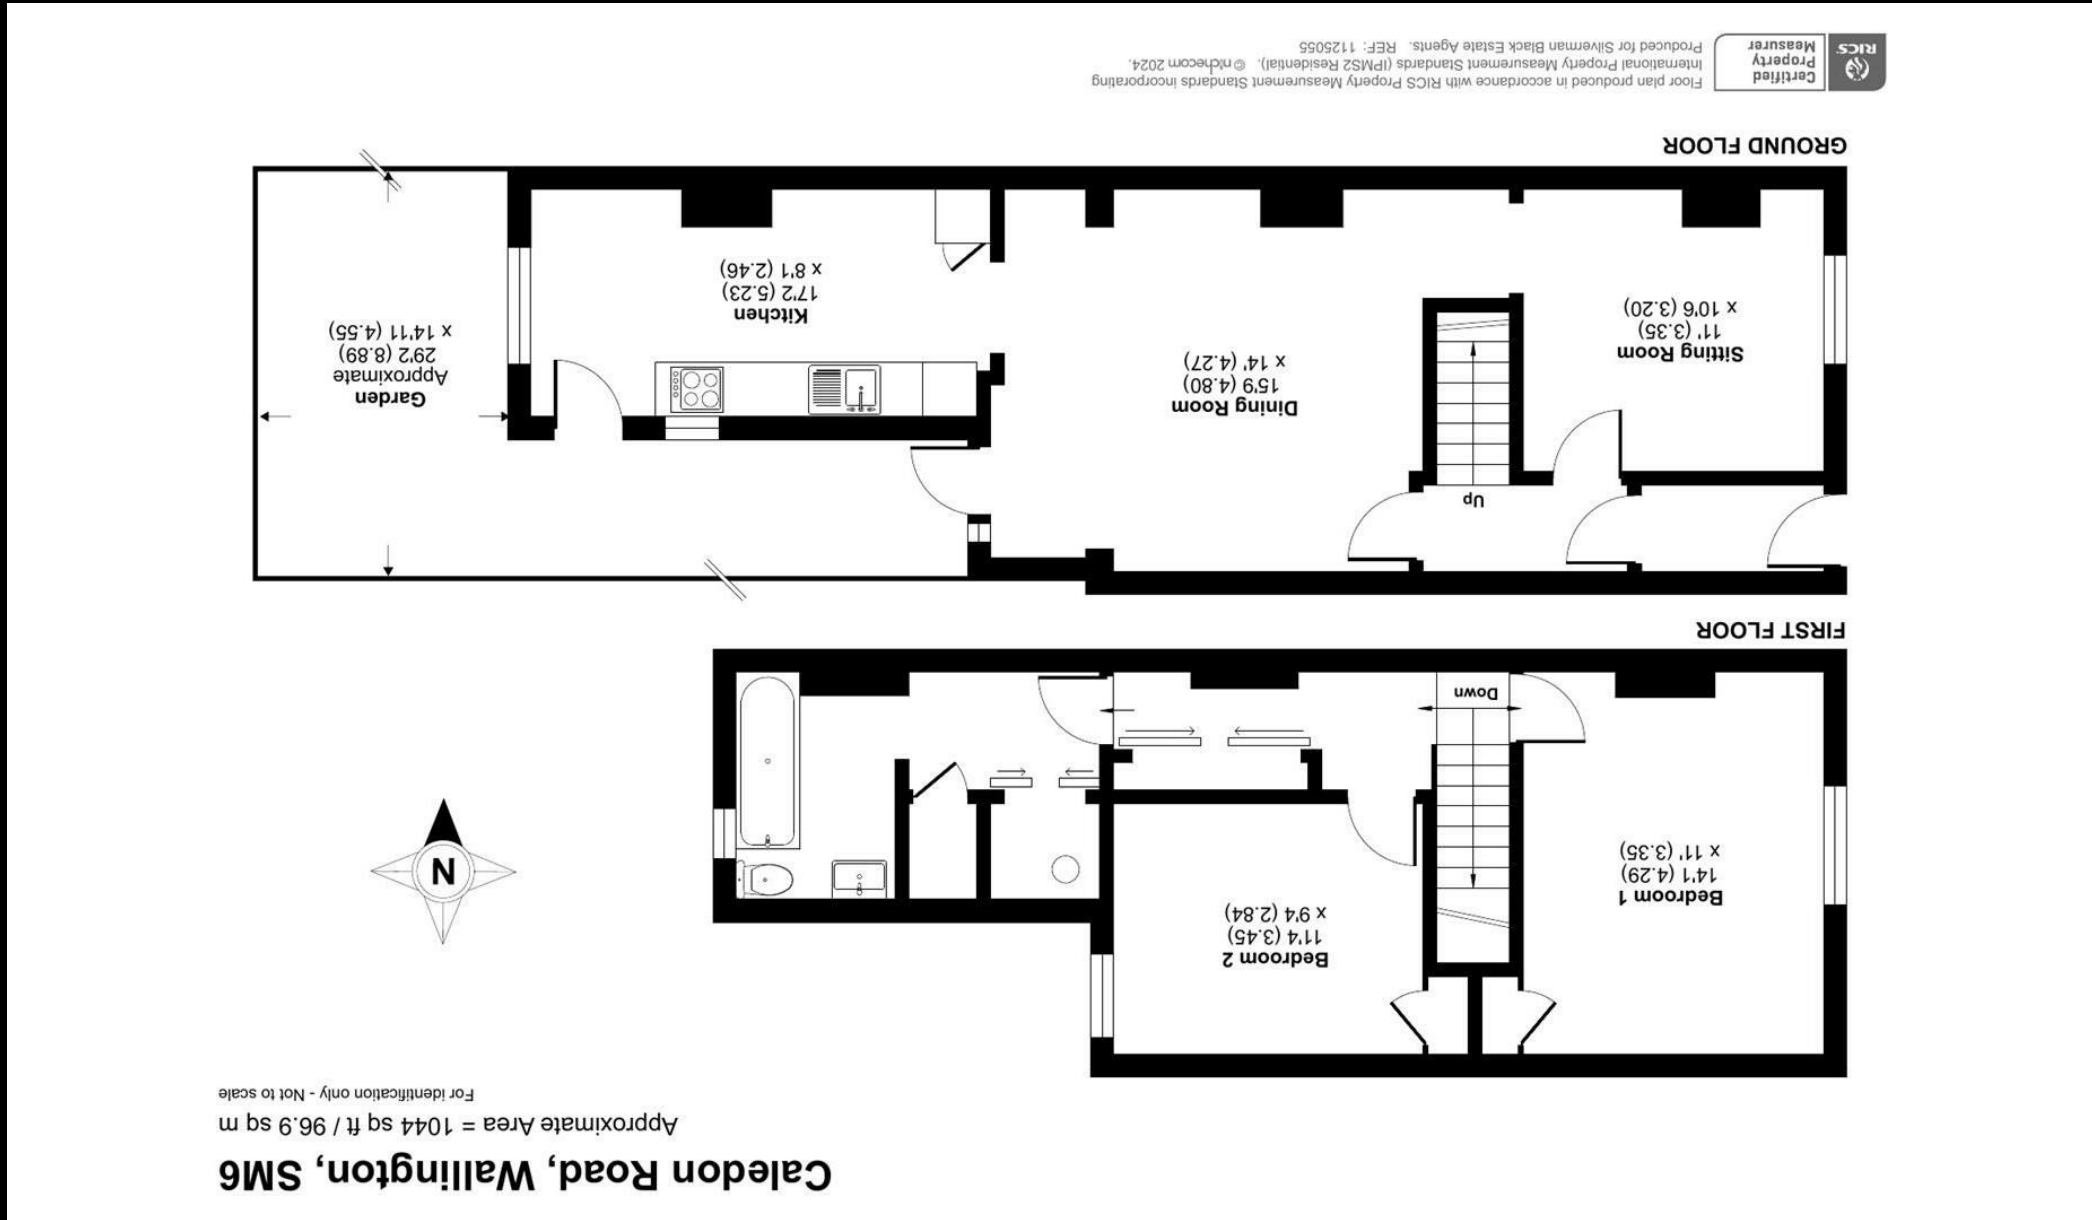 Caledon Road, Wallington, SM6
Approximate Area = 1044 sq ft / 96.9 sq m
For identification only - Not to scale
N
Bedroom 1
14'1 (4.29)
x 11' (3.35)
Bedroom 2
11'4 (3.45)
x 9'4 (2.84)
Down
FIRST FLOOR
Up
Sitting Room
11' (3.35)
x 10'6 (3.20)
Dining Room
15'9 (4.80)
x 14' (4.27)
Kitchen
17'2 (5.23)
x 8'1 (2.46)
Garden
Approximate
29'2 (8.89)
x 14'11 (4.55)
GROUND FLOOR
RICS
Certified
Property
Measurer
Floor plan produced in accordance with RICS Property Measurement Standards incorporating
International Property Measurement Standards (IPMS2 Residential). ©nichecom 2024.
Produced for Silverman Black Estate Agents. REF: 1125055